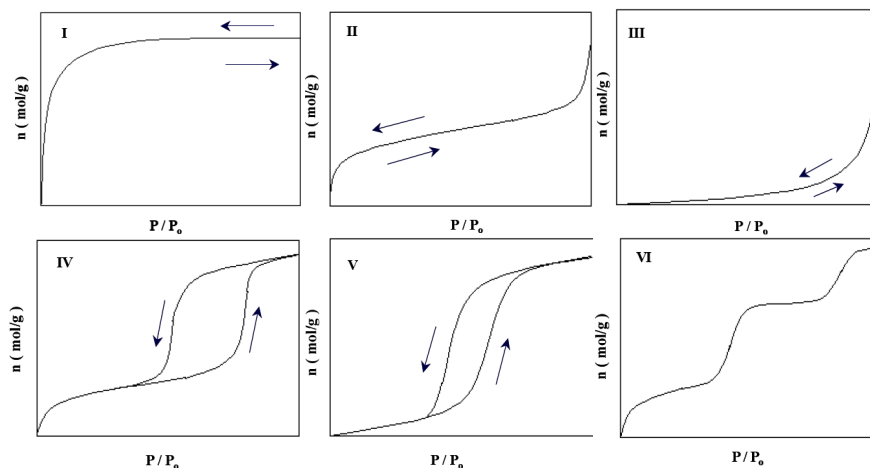 I
n ( mol/g )
P / Po
II
n ( mol/g )
P / Po
III
n ( mol/g )
P / Po
IV
n ( mol/g )
P / Po
V
n ( mol/g )
P / Po
VI
n ( mol/g )
P / Po